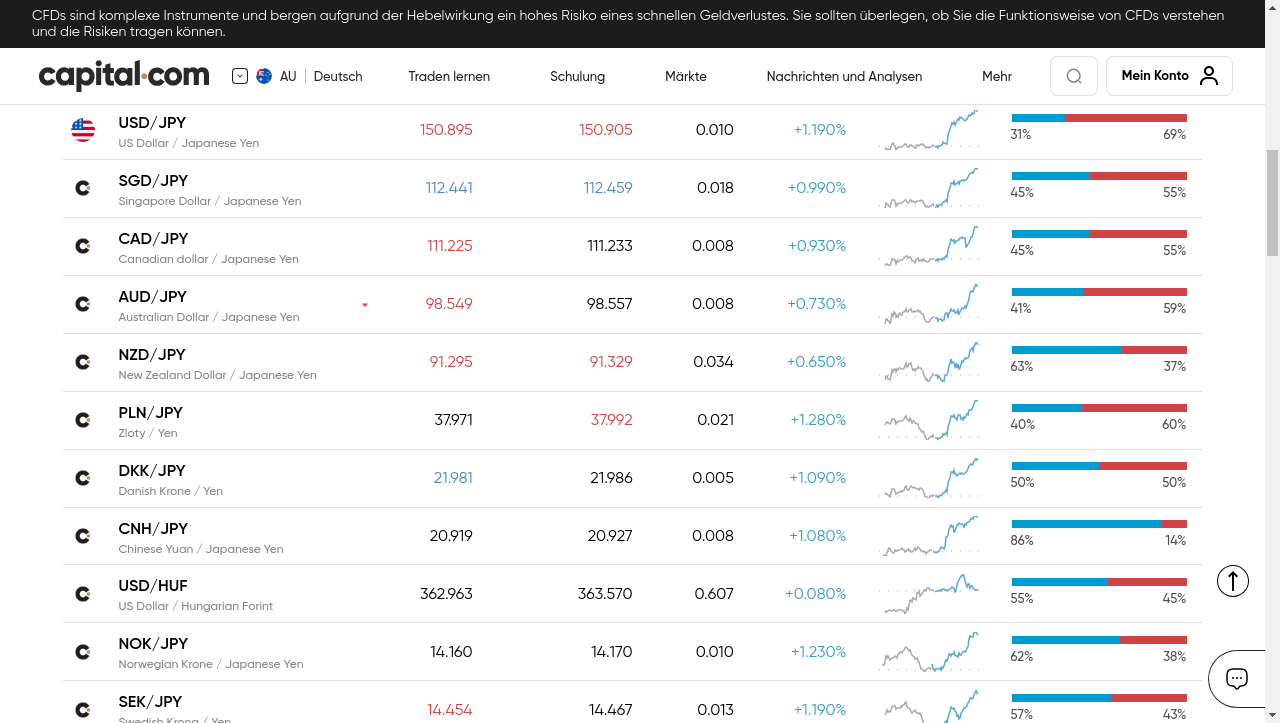 CFDs sind komplexe Instrumente und bergen aufgrund der Hebelwirkung ein hohes Risiko eines schnellen Geldverlustes. Sie sollten überlegen, ob Sie die Funktionsweise von CFDs verstehen
und die Risiken tragen können.
capital.com AU Deutsch Traden lernen Schulung Märkte Nachrichten und Analysen Mehr Mein Konto
USD/JPY 150.895 150.905 0.010 +1.190%
US Dollar / Japanese Yen 31% 69%
SGD/JPY 112.441 112.459 0.018 +0.990%
Singapore Dollar / Japanese Yen 45% 55%
CAD/JPY 111.225 111.233 0.008 +0.930%
Canadian dollar / Japanese Yen 45% 55%
AUD/JPY 98.549 98.557 0.008 +0.730%
Australian Dollar / Japanese Yen 41% 59%
NZD/JPY 91.295 91.329 0.034 +0.650%
New Zealand Dollar / Japanese Yen 63% 37%
PLN/JPY 37.971 37.992 0.021 +1.280%
Zloty / Yen 40% 60%
DKK/JPY 21.981 21.986 0.005 +1.090%
Danish Krone / Yen 50% 50%
CNH/JPY 20.919 20.927 0.008 +1.080%
Chinese Yuan / Japanese Yen 86% 14%
USD/HUF 362.963 363.570 0.607 +0.080%
US Dollar / Hungarian Forint 55% 45%
NOK/JPY 14.160 14.170 0.010 +1.230%
Norwegian Krone / Japanese Yen 62% 38%
SEK/JPY 14.454 14.467 0.013 +1.190%
Swedish Krona / Yen 57% 43%